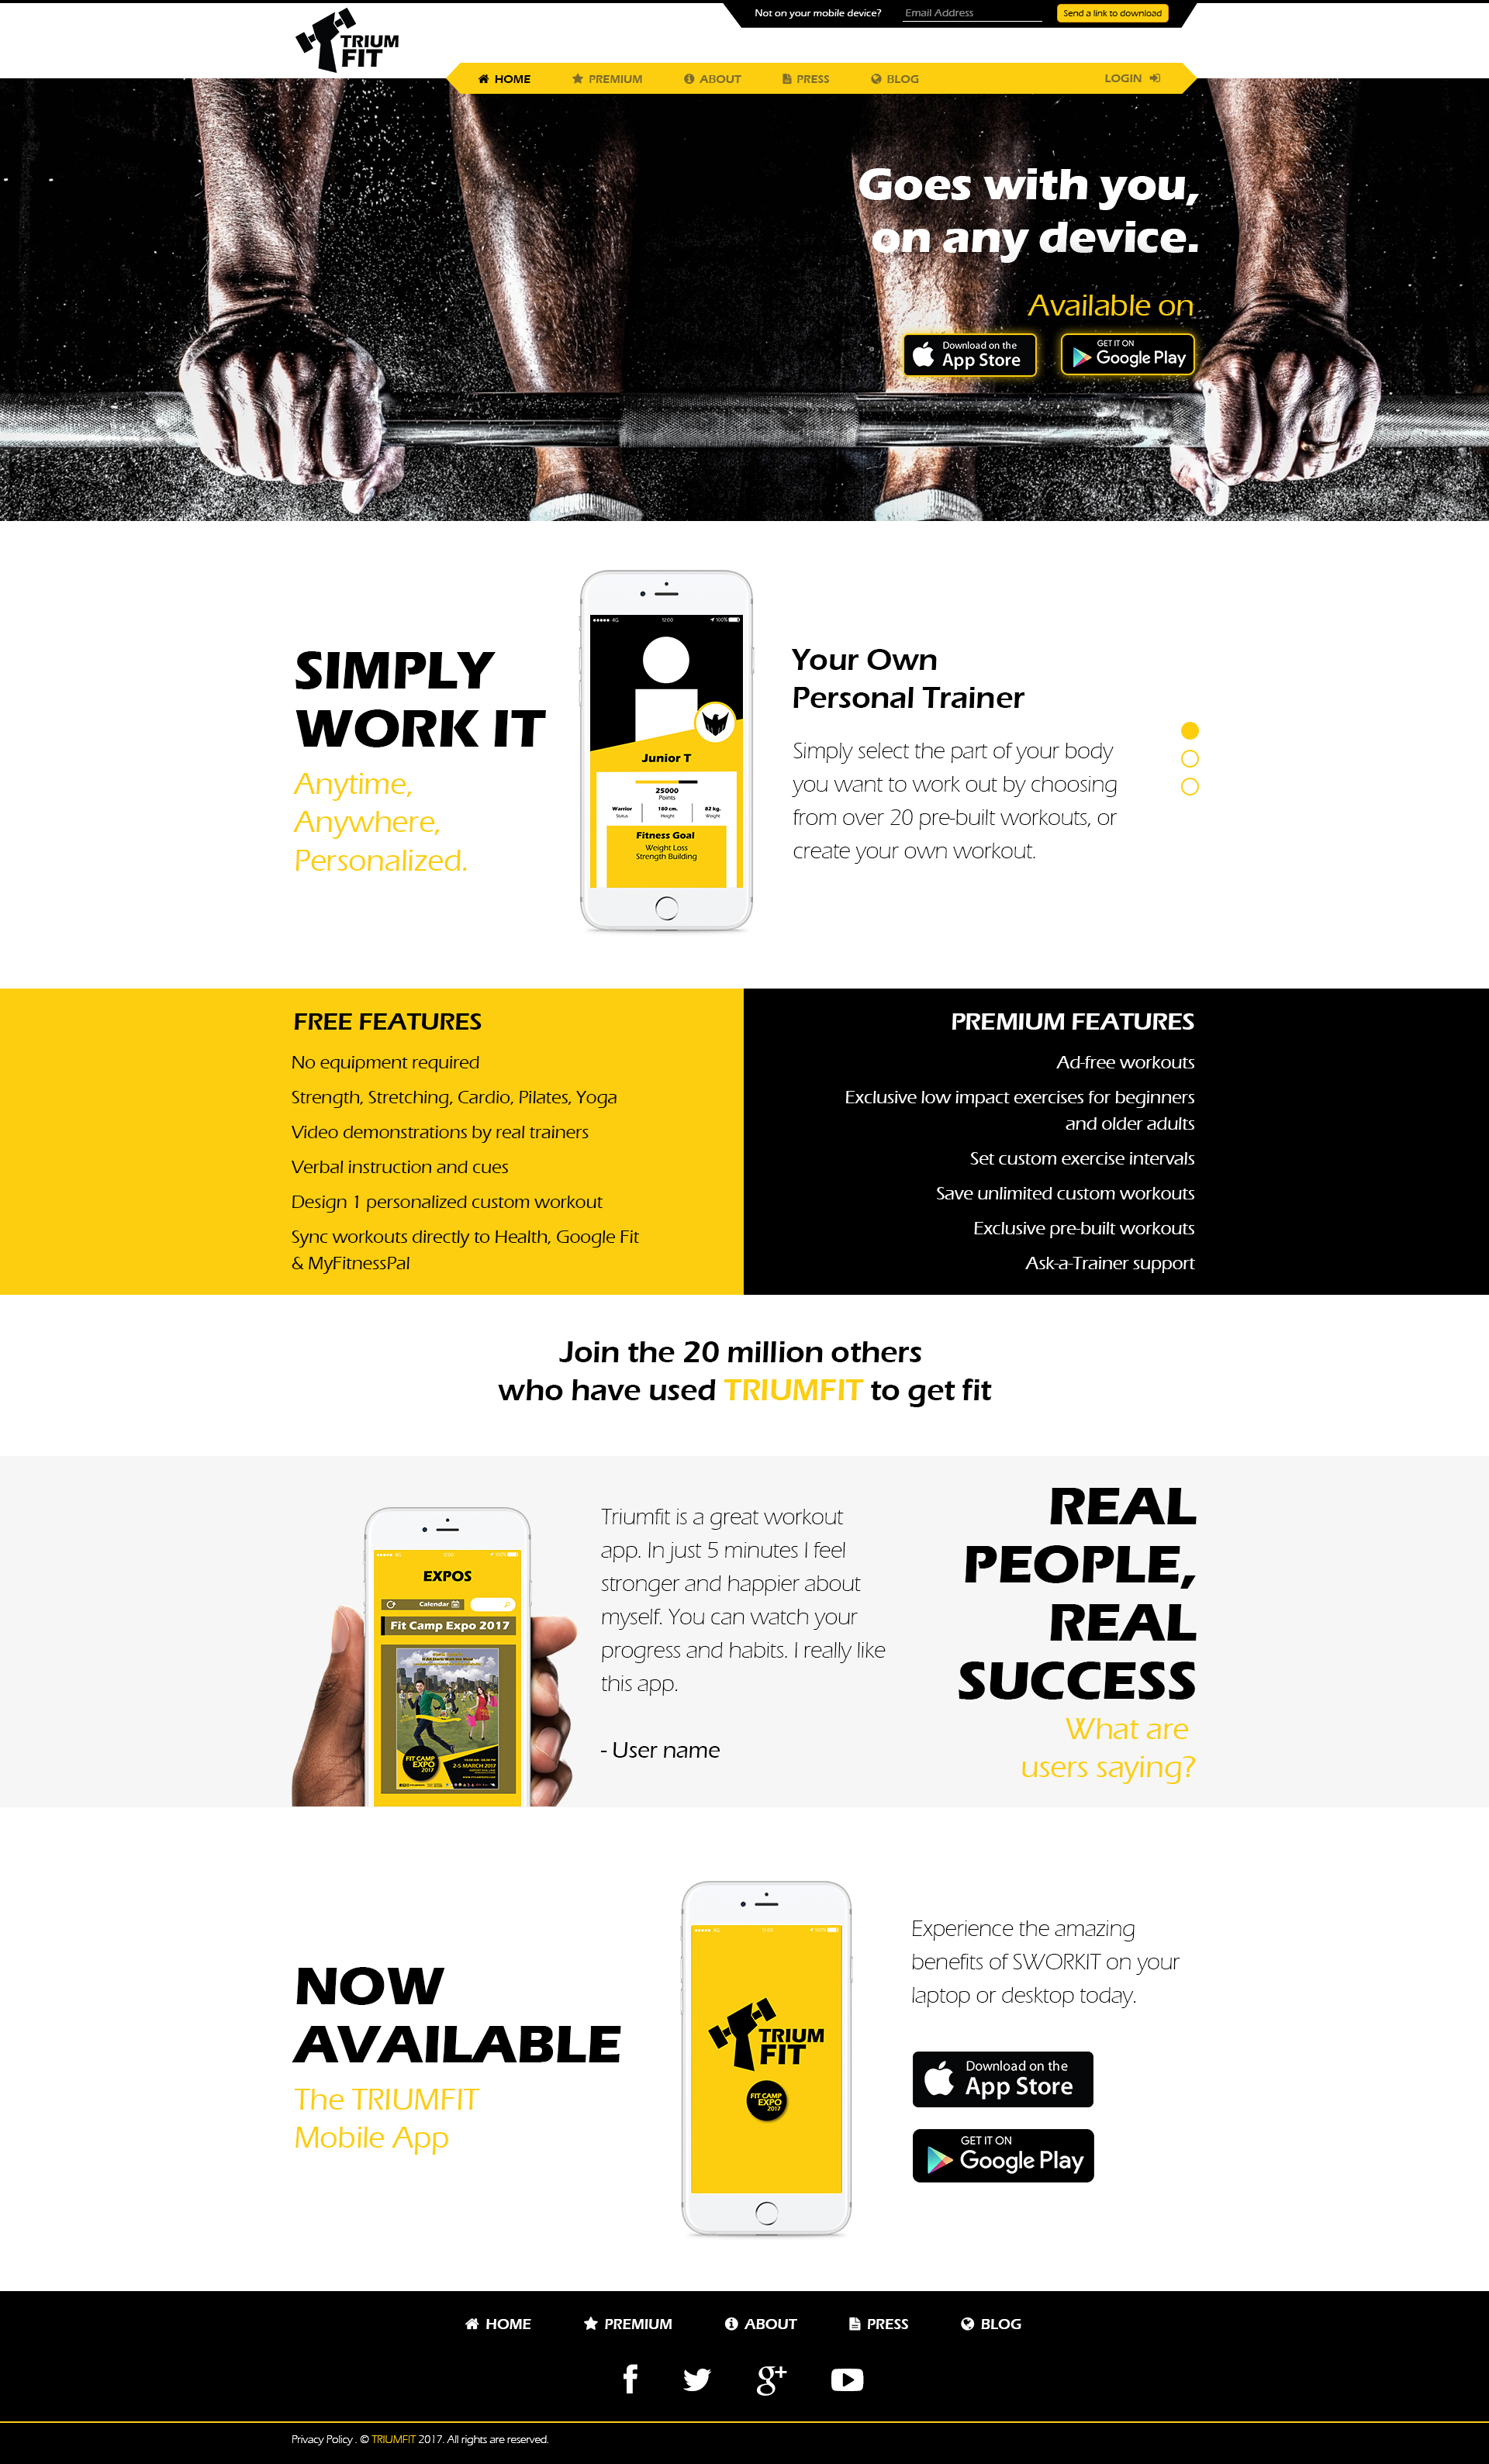 Not on your mobile device?
Email Address
Send a link to download
TRIUM
FIT
HOME
PREMIUM
ABOUT
PRESS
BLOG
LOGIN
Goes with you,
on any device.
Available on
Download on the
App Store
GET IT ON
Google Play
SIMPLY
WORK IT
Anytime,
Anywhere,
Personalized.
4G
12:00
100%
Junior T
25000
Points
Warrior
Status
180 cm.
Height
82 kg.
Weight
Fitness Goal
Weight Loss
Strength Building
Your Own
Personal Trainer
Simply select the part of your body
you want to work out by choosing
from over 20 pre-built workouts, or
create your own workout.
FREE FEATURES
No equipment required
Strength, Stretching, Cardio, Pilates, Yoga
Video demonstrations by real trainers
Verbal instruction and cues
Design 1 personalized custom workout
Sync workouts directly to Health, Google Fit
& MyFitnessPal
PREMIUM FEATURES
Ad-free workouts
Exclusive low impact exercises for beginners
and older adults
Set custom exercise intervals
Save unlimited custom workouts
Exclusive pre-built workouts
Ask-a-Trainer support
Join the 20 million others
who have used TRIUMFIT to get fit
4G
12:00
100%
EXPOS
Calendar
Fit Camp Expo 2017
FIT CAMP
EXPO
2017
2-5 MARCH 2017
Triumfit is a great workout
app. In just 5 minutes I feel
stronger and happier about
myself. You can watch your
progress and habits. I really like
this app.
- User name
REAL
PEOPLE,
REAL
SUCCESS
What are
users saying?
NOW
AVAILABLE
The TRIUMFIT
Mobile App
4G
100%
TRIUM
FIT
FIT CAMP
EXPO
2017
Experience the amazing
benefits of SWORKIT on your
laptop or desktop today.
Download on the
App Store
GET IT ON
Google Play
HOME
PREMIUM
ABOUT
PRESS
BLOG
Privacy Policy . © TRIUMFIT 2017. All rights are reserved.